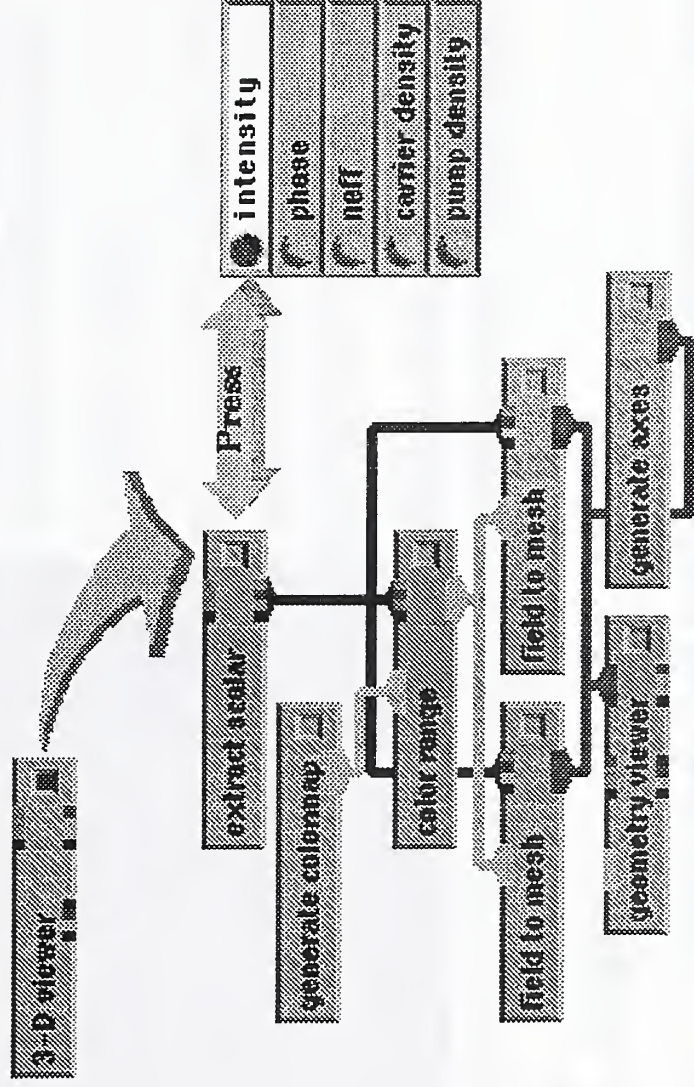 3-D viewer
extract scalar
Press
intensity
phase
neff
carrier density
pump density
generate colormap
color range
field to mesh
field to mesh
geometry viewer
generate axes